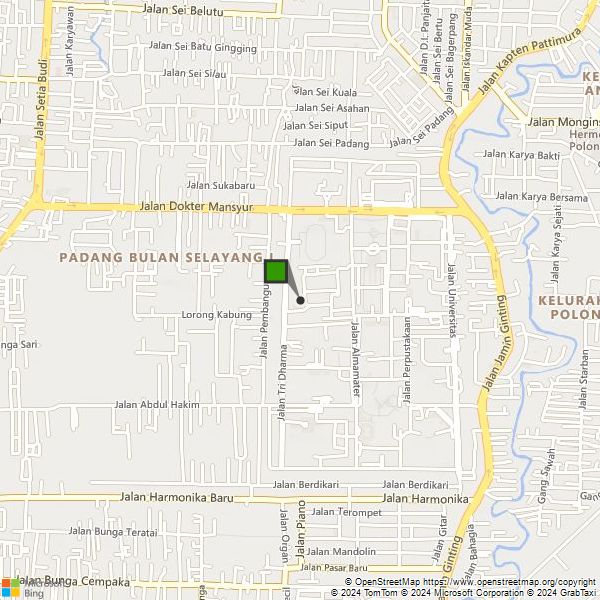 Jalan Sei Belutu
Jalan Karyawan
Jalan Setia Budi
Jalan Sei Batu Gingging
Jalan Sei Silau
Jalan Sei Kuala
Jalan Sei Asahan
Jalan Sei Siput
Jalan Sei Padang
Jalan D.I. Panjaita
Jalan Sei Bertu
Jalan Sei Bagerpang
Jalan Iskandar Muda
Jalan Kapten Pattimura
Jalan Sei Padang
KE
AN
Jalan Mongins
Herm
Polon
Jalan Karya Bakti
Jalan Karya Bersama
Jalan Karya Sejati
Jalan Sukabaru
Jalan Dokter Mansyur
PADANG BULAN SELAYANG I
Jalan Pembangu
Lorong Kabung
Jalan Tri Dharma
Jalan Almamater
Jalan Perpustakaan
Jalan Universitas
Jalan Jamin Ginting
KELURAH
POLON
Jalan Starban
nga Sari
Jalan Abdul Hakim
Gang Sawah
Gang
Jalan Berdikari
Jalan Berdikari
Jalan Harmonika Baru
Jalan Harmonika
Jalan Piano
Jalan Organ
Jalan Terompet
Jalan Gitar
Jalan Bunga Teratai
Jalan Mandolin
Jalan Pasar Baru
Ginting
Jalan Bahagia
Jalan Bunga Cempaka
ecil
Microsoft
Bing
© OpenStreetMap https://www.openstreetmap.org/copyright
© 2024 TomTom © 2024 Microsoft Corporation © 2024 GrabTaxi